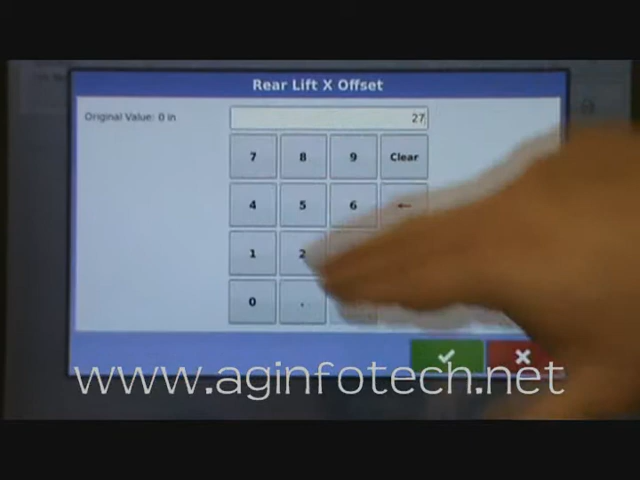 Rear Lift X Offset
Original Value: 0 in
27
7 8 9 Clear
4 5 6 ←
1 2
0 .
www.aginfotech.net